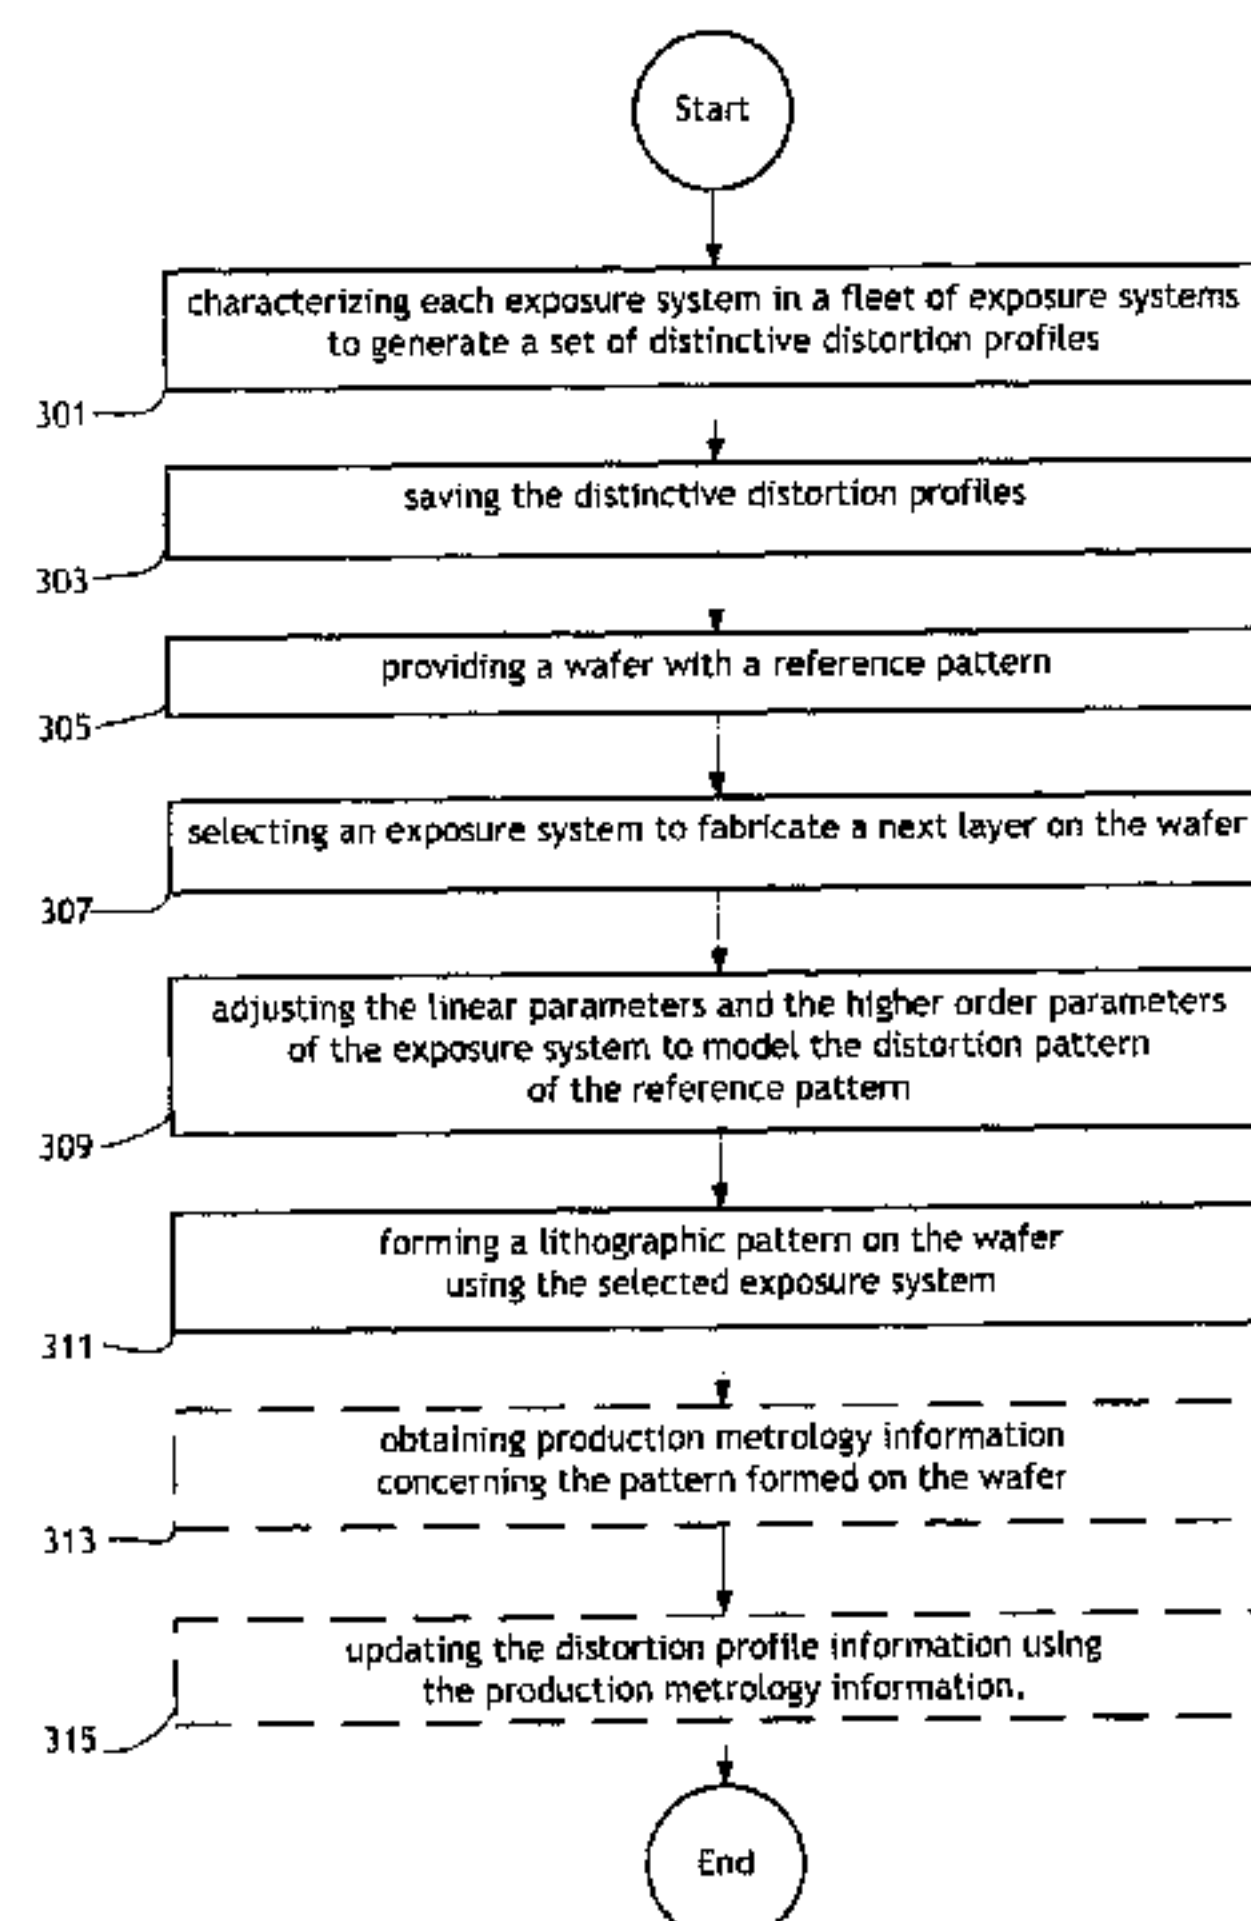 Start
characterizing each exposure system in a fleet of exposure systems
to generate a set of distinctive distortion profiles
301
saving the distinctive distortion profiles
303
providing a wafer with a reference pattern
305
selecting an exposure system to fabricate a next layer on the wafer
307
adjusting the linear parameters and the higher order parameters
of the exposure system to model the distortion pattern
of the reference pattern
309
forming a lithographic pattern on the wafer
using the selected exposure system
311
obtaining production metrology information
concerning the pattern formed on the wafer
313
updating the distortion profile information using
the production metrology information.
315
End